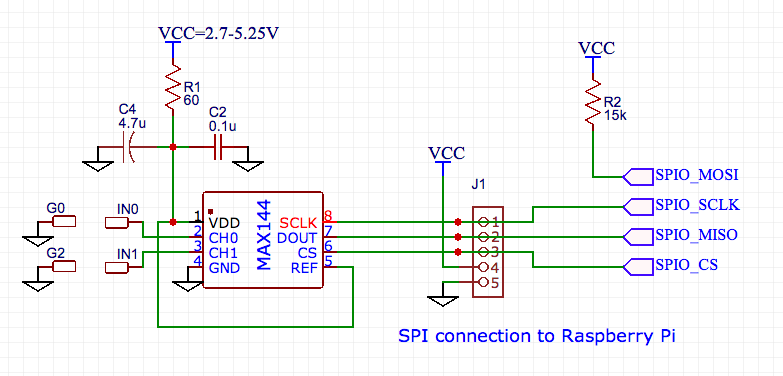 VCC=2.7-5.25V
VCC
R1
60
R2
15k
C4
4.7u
C2
0.1u
VCC
SPIO_MOSI
J1
G0
IN0
SPIO_SCLK
1 VDD
SCLK 8
1
2 CH0
DOUT 7
2
SPIO_MISO
MAX144
G2
IN1
3 CH1
CS 6
3
SPIO_CS
4 GND
REF 5
4
5
SPI connection to Raspberry Pi